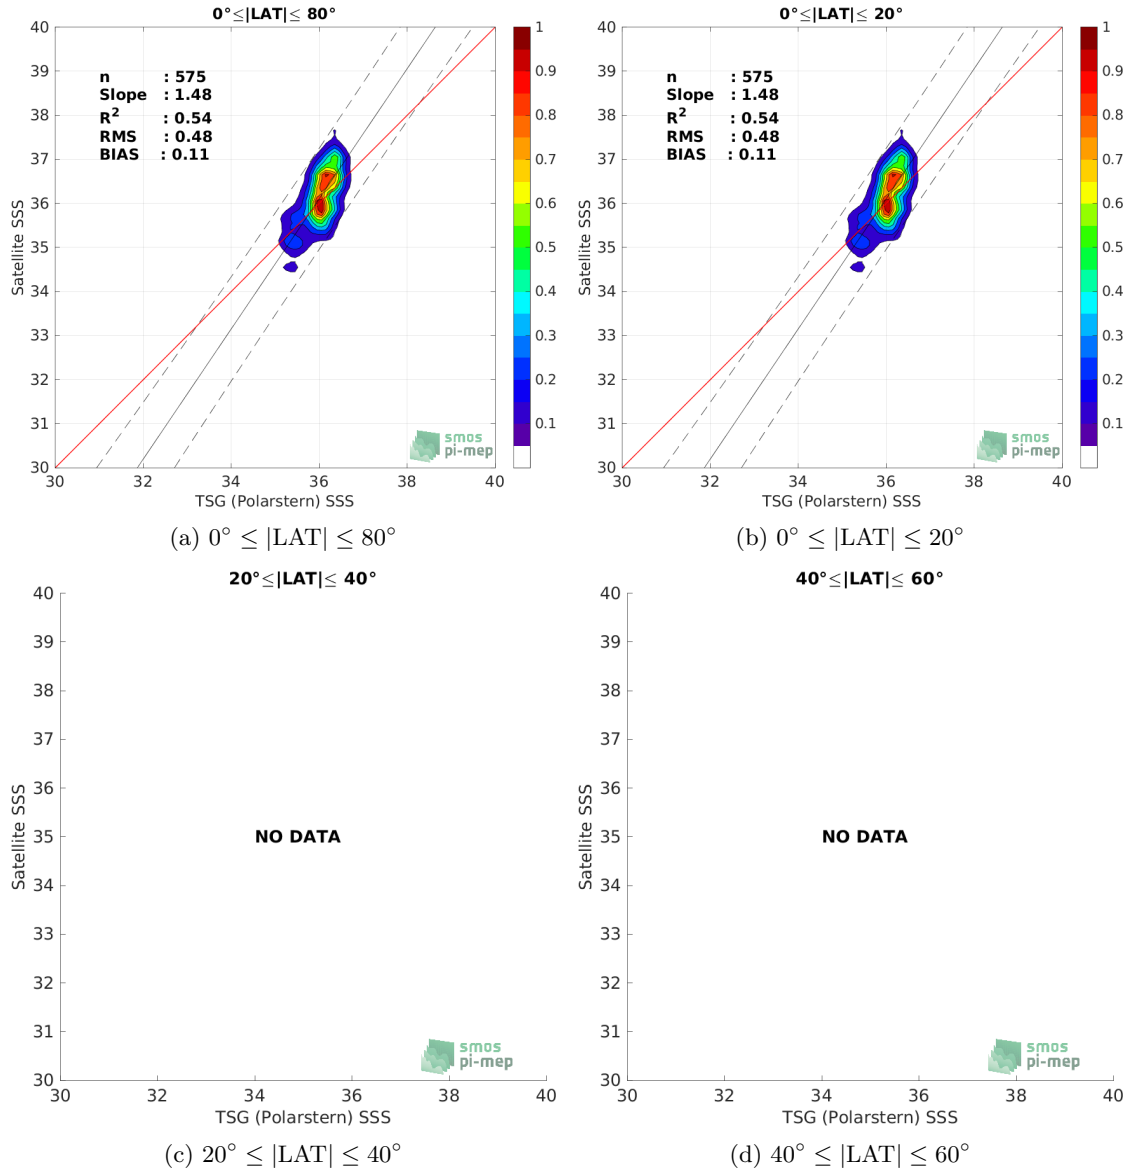 0°≤|LAT|≤ 80°
40
39
38
37
36
35
34
33
32
31
30
Satellite SSS
n : 575
Slope : 1.48
R² : 0.54
RMS : 0.48
BIAS : 0.11
smos
pi-mep
30 32 34 36 38 40
TSG (Polarstern) SSS
1
0.9
0.8
0.7
0.6
0.5
0.4
0.3
0.2
0.1
(a) 0° ≤ |LAT| ≤ 80°
0°≤|LAT|≤ 20°
40
39
38
37
36
35
34
33
32
31
30
Satellite SSS
n : 575
Slope : 1.48
R² : 0.54
RMS : 0.48
BIAS : 0.11
smos
pi-mep
30 32 34 36 38 40
TSG (Polarstern) SSS
1
0.9
0.8
0.7
0.6
0.5
0.4
0.3
0.2
0.1
(b) 0° ≤ |LAT| ≤ 20°
20°≤|LAT|≤ 40°
40
39
38
37
36
35
34
33
32
31
30
Satellite SSS
NO DATA
smos
pi-mep
30 32 34 36 38 40
TSG (Polarstern) SSS
(c) 20° ≤ |LAT| ≤ 40°
40°≤|LAT|≤ 60°
40
39
38
37
36
35
34
33
32
31
30
Satellite SSS
NO DATA
smos
pi-mep
30 32 34 36 38 40
TSG (Polarstern) SSS
(d) 40° ≤ |LAT| ≤ 60°